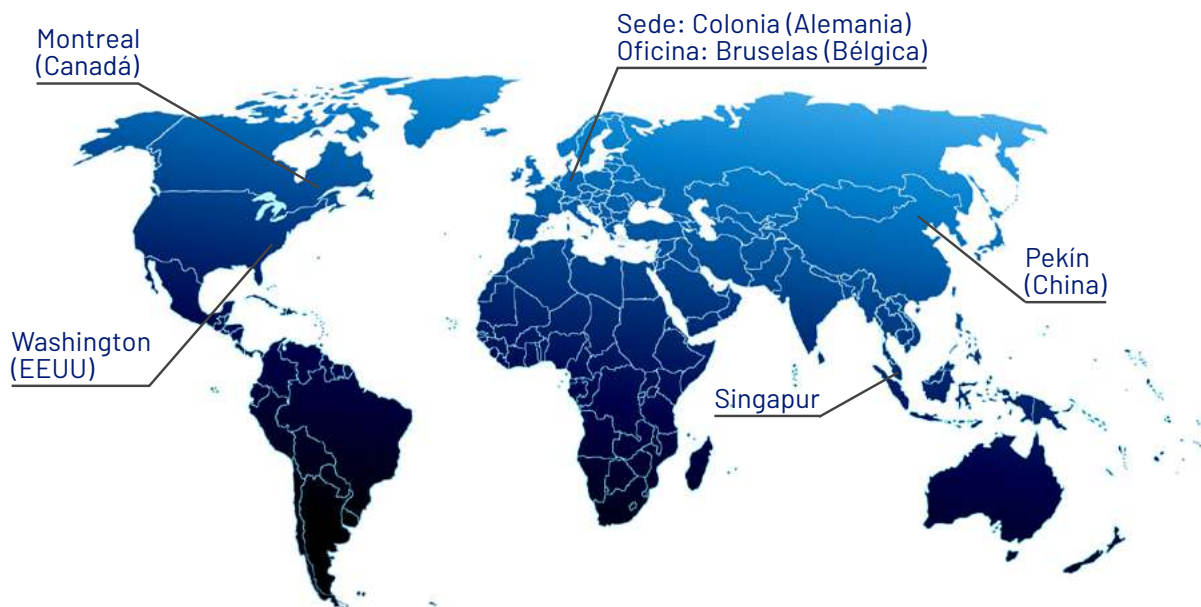 Montreal
(Canadá)
Sede: Colonia (Alemania)
Oficina: Bruselas (Bélgica)
Pekín
(China)
Washington
(EEUU)
Singapur